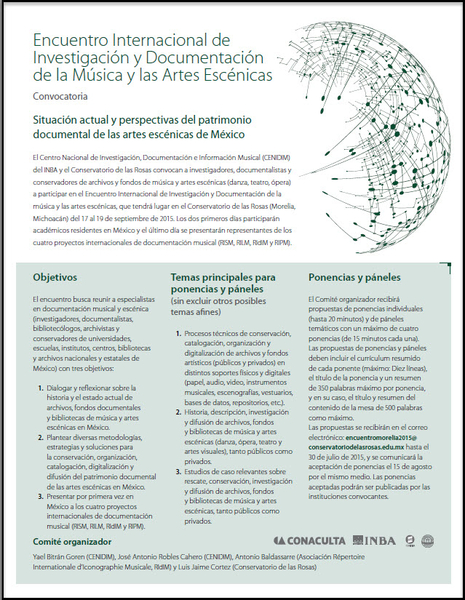 Encuentro Internacional de
Investigación y Documentación
de la Música y las Artes Escénicas
Convocatoria
Situación actual y perspectivas del patrimonio
documental de las artes escénicas de México
El Centro Nacional de Investigación, Documentación e Información Musical (CENIDIM)
del INBA y el Conservatorio de las Rosas convocan a investigadores, documentalistas y
conservadores de archivos y fondos de música y artes escénicas (danza, teatro, ópera)
a participar en el Encuentro Internacional de Investigación y Documentación de la
música y las artes escénicas, que tendrá lugar en el Conservatorio de las Rosas (Morelia,
Michoacán) del 17 al 19 de septiembre de 2015. Los dos primeros días participarán
académicos residentes en México y el último día se presentarán representantes de los
cuatro proyectos internacionales de documentación musical (RISM, RILM, RIdIM y RIPM).
Objetivos
El encuentro busca reunir a especialistas
en documentación musical y escénica
(investigadores, documentalistas,
bibliotecólogos, archivistas y
conservadores de universidades,
escuelas, institutos, centros, bibliotecas
y archivos nacionales y estatales de
México) con tres objetivos:
1. Dialogar y reflexionar sobre la
historia y el estado actual de
archivos, fondos documentales
y bibliotecas de música y artes
escénicas en México.
2. Plantear diversas metodologías,
estrategias y soluciones para
la conservación, organización,
catalogación, digitalización y
difusión del patrimonio documental
de las artes escénicas en México.
3. Presentar por primera vez en
México a los cuatro proyectos
internacionales de documentación
musical (RISM, RILM, RIdIM y RIPM).
Temas principales para
ponencias y páneles
(sin excluir otros posibles
temas afines)
1. Procesos técnicos de conservación,
catalogación, organización y
digitalización de archivos y fondos
artísticos (públicos y privados) en
distintos soportes físicos y digitales
(papel, audio, video, instrumentos
musicales, escenografías, vestuarios,
bases de datos, repositorios, etc.).
2. Historia, descripción, investigación
y difusión de archivos, fondos
y bibliotecas de música y artes
escénicas (danza, ópera, teatro y
artes visuales), tanto públicos como
privados.
3. Estudios de caso relevantes sobre
rescate, conservación, investigación
y difusión de archivos, fondos
y bibliotecas de música y artes
escénicas, tanto públicos como
privados.
Ponencias y páneles
El Comité organizador recibirá
propuestas de ponencias individuales
(hasta 20 minutos) y de páneles
temáticos con un máximo de cuatro
ponencias (de 15 minutos cada una).
Las propuestas de ponencias y páneles
deben incluir el currículum resumido
de cada ponente (máximo: Diez líneas),
el título de la ponencia y un resumen
de 350 palabras máximo por ponencia,
y en su caso, el título y resumen del
contenido de la mesa de 500 palabras
como máximo.
Las propuestas se recibirán en el correo
electrónico: encuentromorelia2015@
conservatoriodelasrosas.edu.mx hasta el
30 de julio de 2015, y se comunicará la
aceptación de ponencias el 15 de agosto
por el mismo medio. Las ponencias
aceptadas podrán ser publicadas por las
instituciones convocantes.
Comité organizador
CONACULTA INBA
Yael Bitrán Goren (CENIDIM), José Antonio Robles Cahero (CENIDIM), Antonio Baldassarre (Asociación Répertoire
Internationale d'Iconographie Musicale, RIdIM) y Luis Jaime Cortez (Conservatorio de las Rosas)